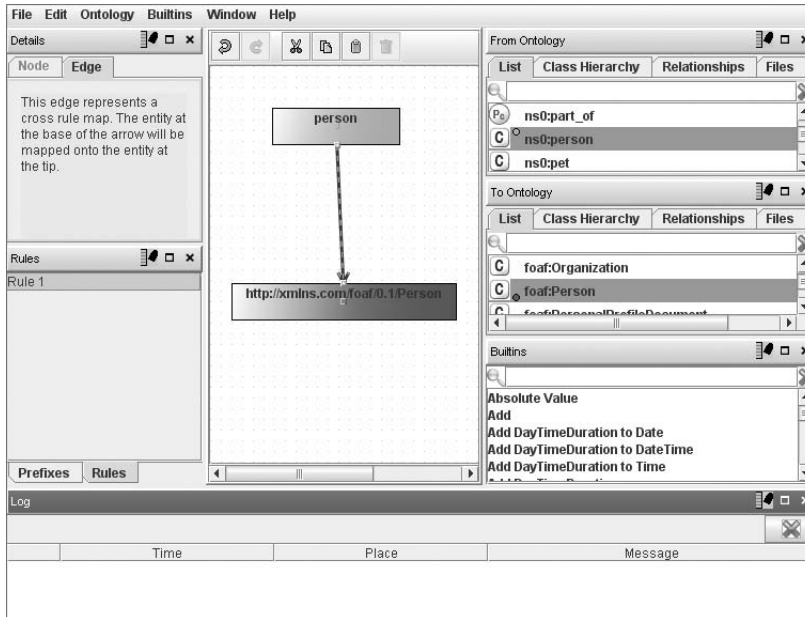 File Edit Ontology Builtins Window Help
Details
Node Edge
This edge represents a
cross rule map. The entity at
the base of the arrow will be
mapped onto the entity at
the tip.
Rules
Rule 1
Prefixes Rules
person
http://xmlns.com/foaf/0.1/Person
From Ontology
List Class Hierarchy Relationships Files
ns0:part_of
C ns0:person
C ns0:pet
To Ontology
List Class Hierarchy Relationships Files
C foaf:Organization
C foaf:Person
C foaf:PersonalProfileDocument
Builtins
Absolute Value
Add
Add DayTimeDuration to Date
Add DayTimeDuration to DateTime
Add DayTimeDuration to Time
Log
Time Place Message